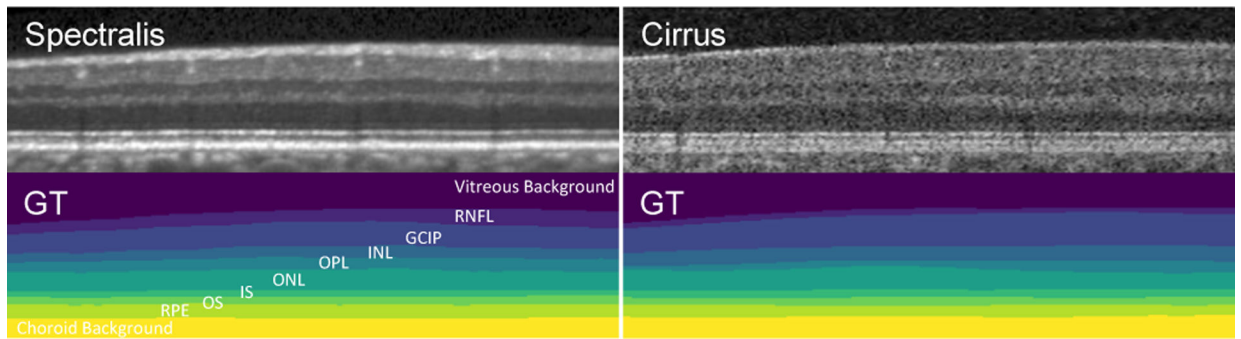 Spectralis
Cirrus
GT
Vitreous Background
RNFL
GCIP
INL
OPL
ONL
IS
OS
RPE
Choroid Background
GT